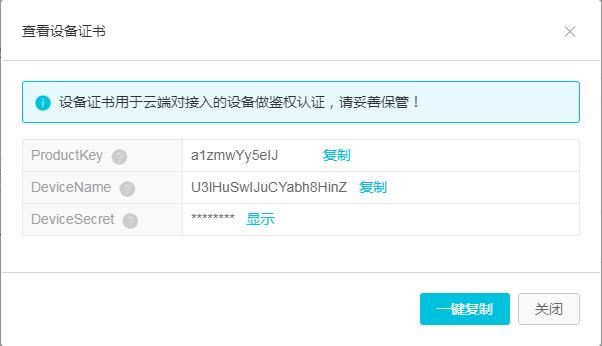 查看设备证书
设备证书用于云端对接入的设备做鉴权认证，请妥善保管！
ProductKey ? a1zmwYy5eIJ 复制
DeviceName ? U3lHuSwIJuCYabh8HinZ 复制
DeviceSecret ? ******** 显示
一键复制 关闭